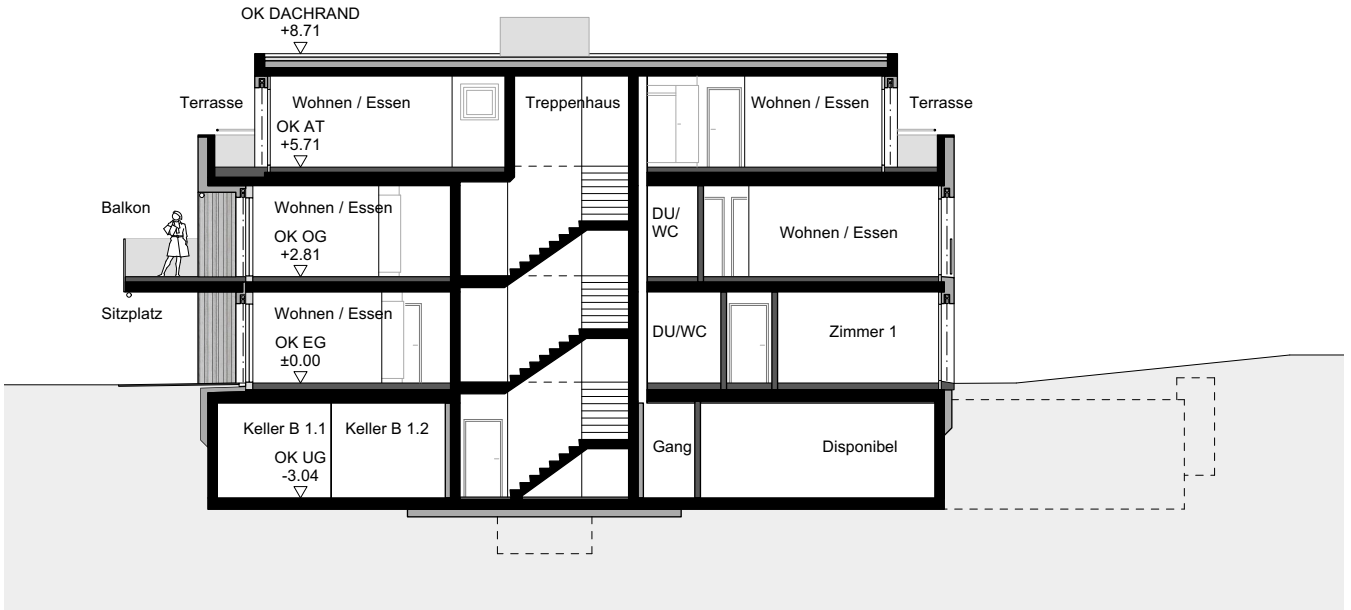 OK DACHRAND
+8.71
Terrasse
Wohnen / Essen
Treppenhaus
Wohnen / Essen
Terrasse
OK AT
+5.71
Balkon
Wohnen / Essen
OK OG
+2.81
DU/
WC
Wohnen / Essen
Sitzplatz
Wohnen / Essen
OK EG
±0.00
DU/WC
Zimmer 1
Keller B 1.1
Keller B 1.2
OK UG
-3.04
Gang
Disponibel